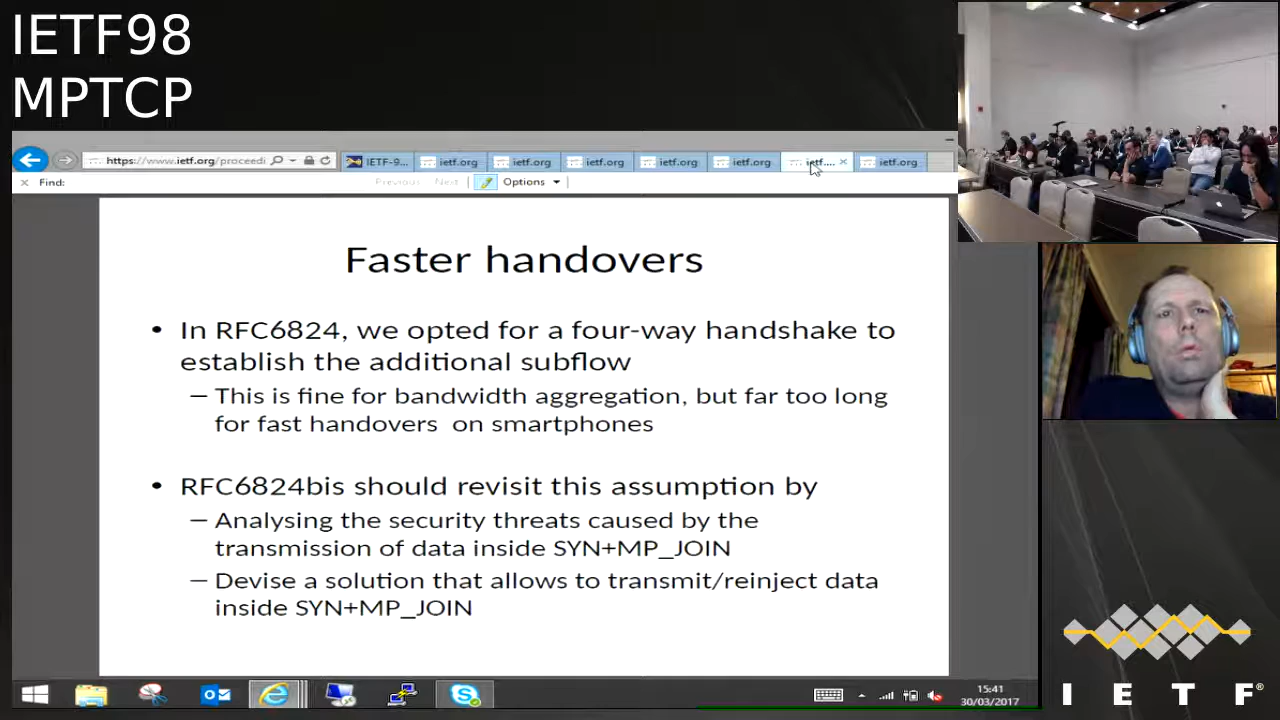 IETF98
MPTCP
https://www.ietf.org/proceedi
IETF-9...
ietf.org
ietf.org
ietf.org
ietf.org
ietf.org
ietf....
ietf.org
Find:
Previous Next
Options
Faster handovers
• In RFC6824, we opted for a four-way handshake to
establish the additional subflow
– This is fine for bandwidth aggregation, but far too long
for fast handovers on smartphones
• RFC6824bis should revisit this assumption by
– Analysing the security threats caused by the
transmission of data inside SYN+MP_JOIN
– Devise a solution that allows to transmit/reinject data
inside SYN+MP_JOIN
15:41
30/03/2017
I E T F®